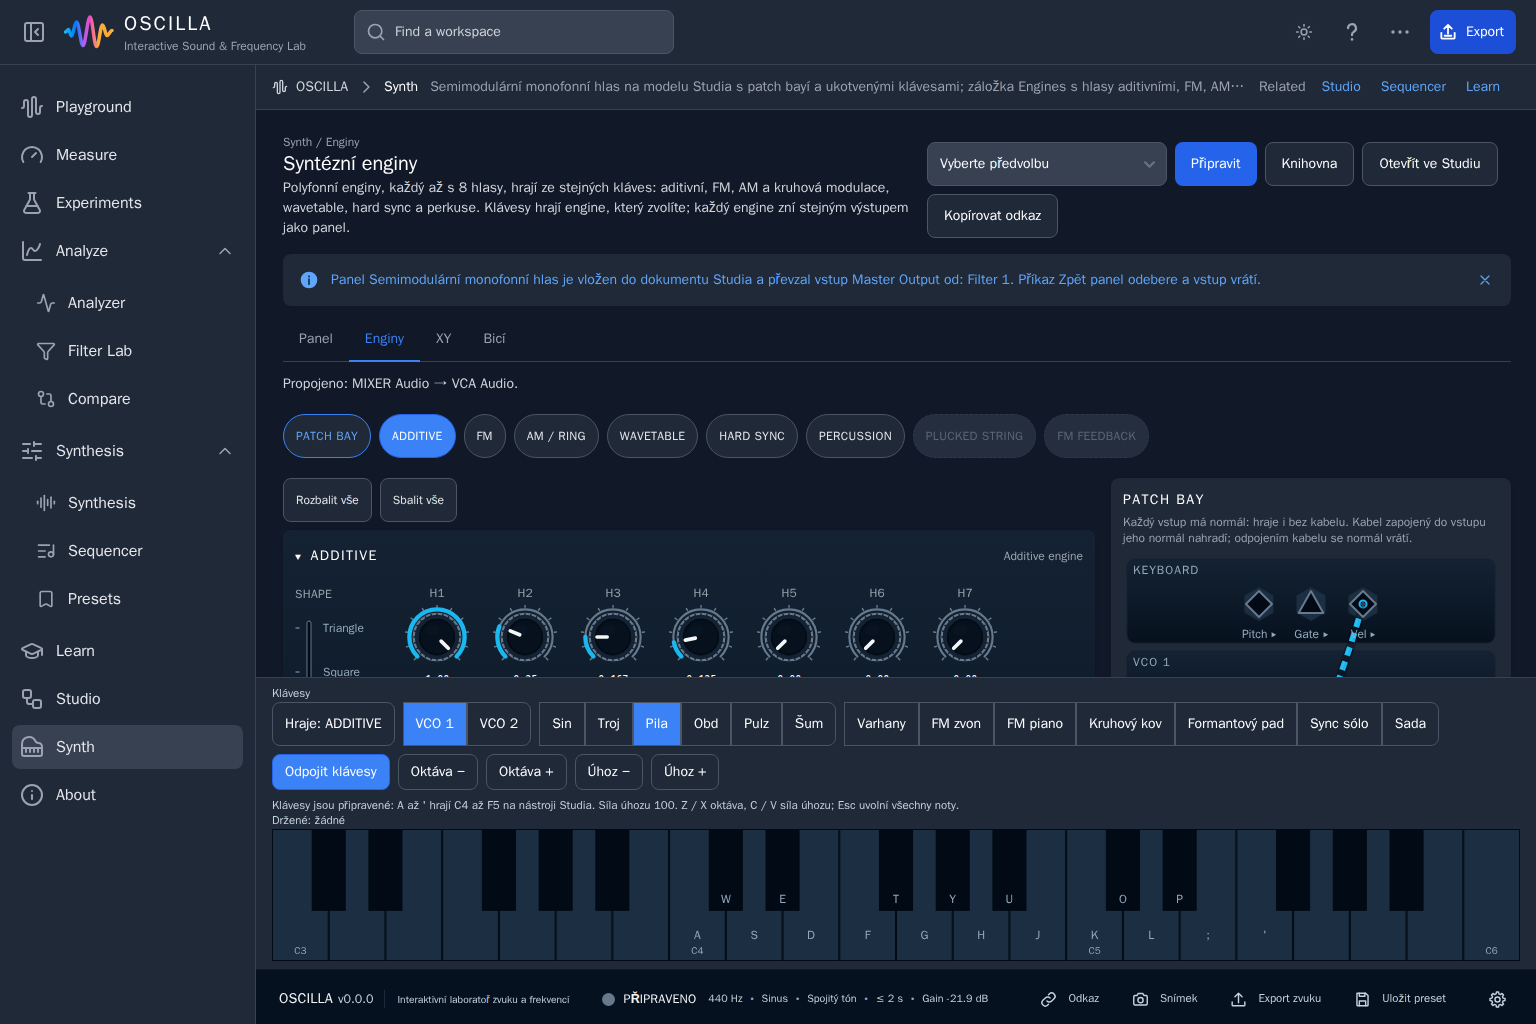 OSCILLA
Interactive Sound & Frequency Lab
Find a workspace
Export
Playground
Measure
Experiments
Analyze
Analyzer
Filter Lab
Compare
Synthesis
Synthesis
Sequencer
Presets
Learn
Studio
Synth
About
OSCILLA > Synth Semimodulární monofonní hlas na modelu Studia s patch bayí a ukotvenými klávesami; záložka Engines s hlasy aditivními, FM, AM··· Related Studio Sequencer Learn
Synth / Enginy
Syntézní enginy
Polyfonní enginy, každý až s 8 hlasy, hrají ze stejných kláves: aditivní, FM, AM a kruhová modulace,
wavetable, hard sync a perkuse. Klávesy hrají engine, který zvolíte; každý engine zní stejným výstupem
jako panel.
Vyberte předvolbu
Připravit
Knihovna
Otevřít ve Studiu
Kopírovat odkaz
Panel Semimodulární monofonní hlas je vložen do dokumentu Studia a převzal vstup Master Output od: Filter 1. Příkaz Zpět panel odebere a vstup vrátí.
Panel Enginy XY Bicí
Propojeno: MIXER Audio → VCA Audio.
PATCH BAY ADDITIVE FM AM / RING WAVETABLE HARD SYNC PERCUSSION PLUCKED STRING FM FEEDBACK
Rozbalit vše Sbalit vše
▾ ADDITIVE
Additive engine
SHAPE H1 H2 H3 H4 H5 H6 H7
Triangle
Square
PATCH BAY
Každý vstup má normál: hraje i bez kabelu. Kabel zapojený do vstupu
jeho normál nahradí; odpojením kabelu se normál vrátí.
KEYBOARD
Pitch ▸ Gate ▸ Vel ▸
VCO 1
Klávesy
Hraje: ADDITIVE VCO 1 VCO 2 Sin Troj Pila Obd Pulz Šum Varhany FM zvon FM piano Kruhový kov Formantový pad Sync sólo Sada
Odpojit klávesy Oktáva − Oktáva + Úhoz − Úhoz +
Klávesy jsou připravené: A až ' hrají C4 až F5 na nástroji Studia. Síla úhozu 100. Z / X oktáva, C / V síla úhozu; Esc uvolní všechny noty.
Držené: žádné
W E T Y U O P
A S D F G H J K L ; '
C3 C4 C5 C6
OSCILLA v0.0.0 Interaktivní laboratoř zvuku a frekvencí PŘIPRAVENO 440 Hz • Sinus • Spojitý tón • ≤ 2 s • Gain -21.9 dB Odkaz Snímek Export zvuku Uložit preset